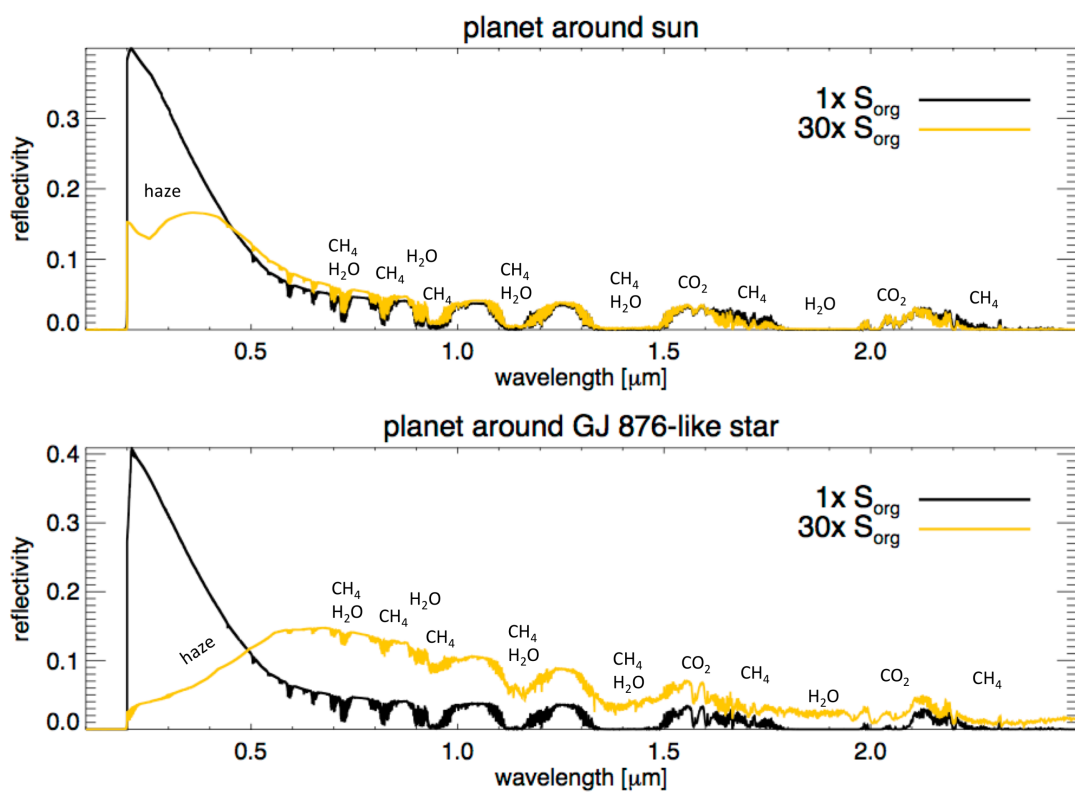 planet around sun
1x Sorg
30x Sorg
reflectivity
0.3
0.2
0.1
0.0
haze
CH4
H2O
CH4
H2O
CH4
CH4
H2O
CH4
H2O
CO2
CH4
H2O
CO2
CH4
0.5 1.0 1.5 2.0
wavelength [μm]
planet around GJ 876-like star
1x Sorg
30x Sorg
reflectivity
0.4
0.3
0.2
0.1
0.0
haze
CH4
H2O
CH4
H2O
CH4
CH4
H2O
CH4
H2O
CO2
CH4
H2O
CO2
CH4
0.5 1.0 1.5 2.0
wavelength [μm]